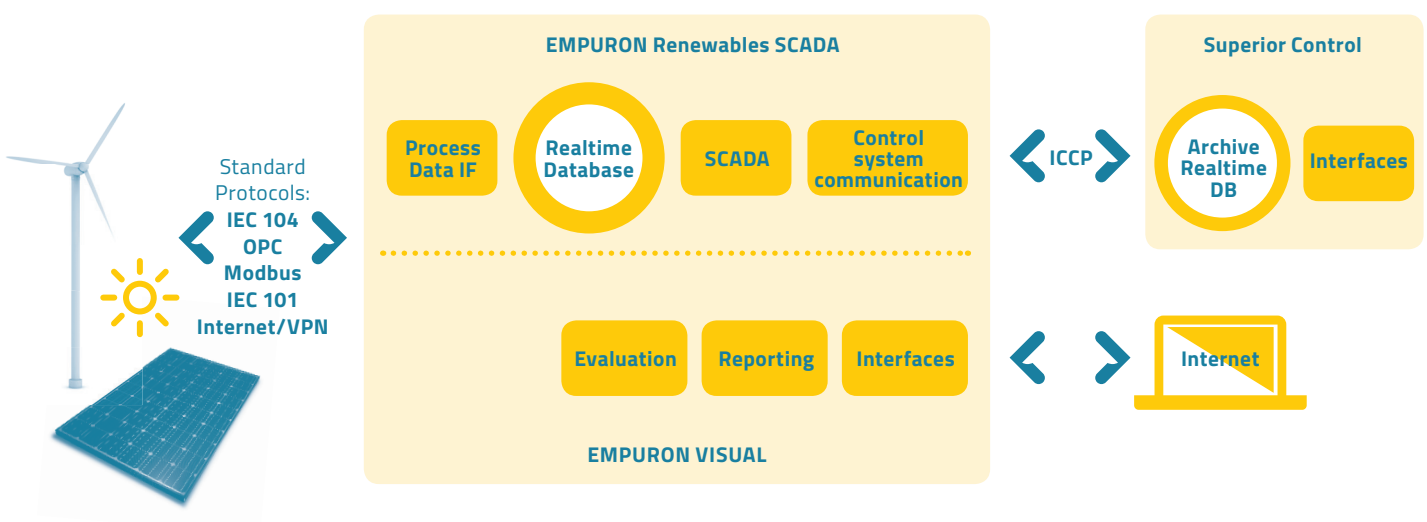 Standard
Protocols:
IEC 104
OPC
Modbus
IEC 101
Internet/VPN
EMPURON Renewables SCADA
Process
Data IF
Realtime
Database
SCADA
Control
system
communication
Evaluation
Reporting
Interfaces
EMPURON VISUAL
ICCP
Superior Control
Archive
Realtime
DB
Interfaces
Internet